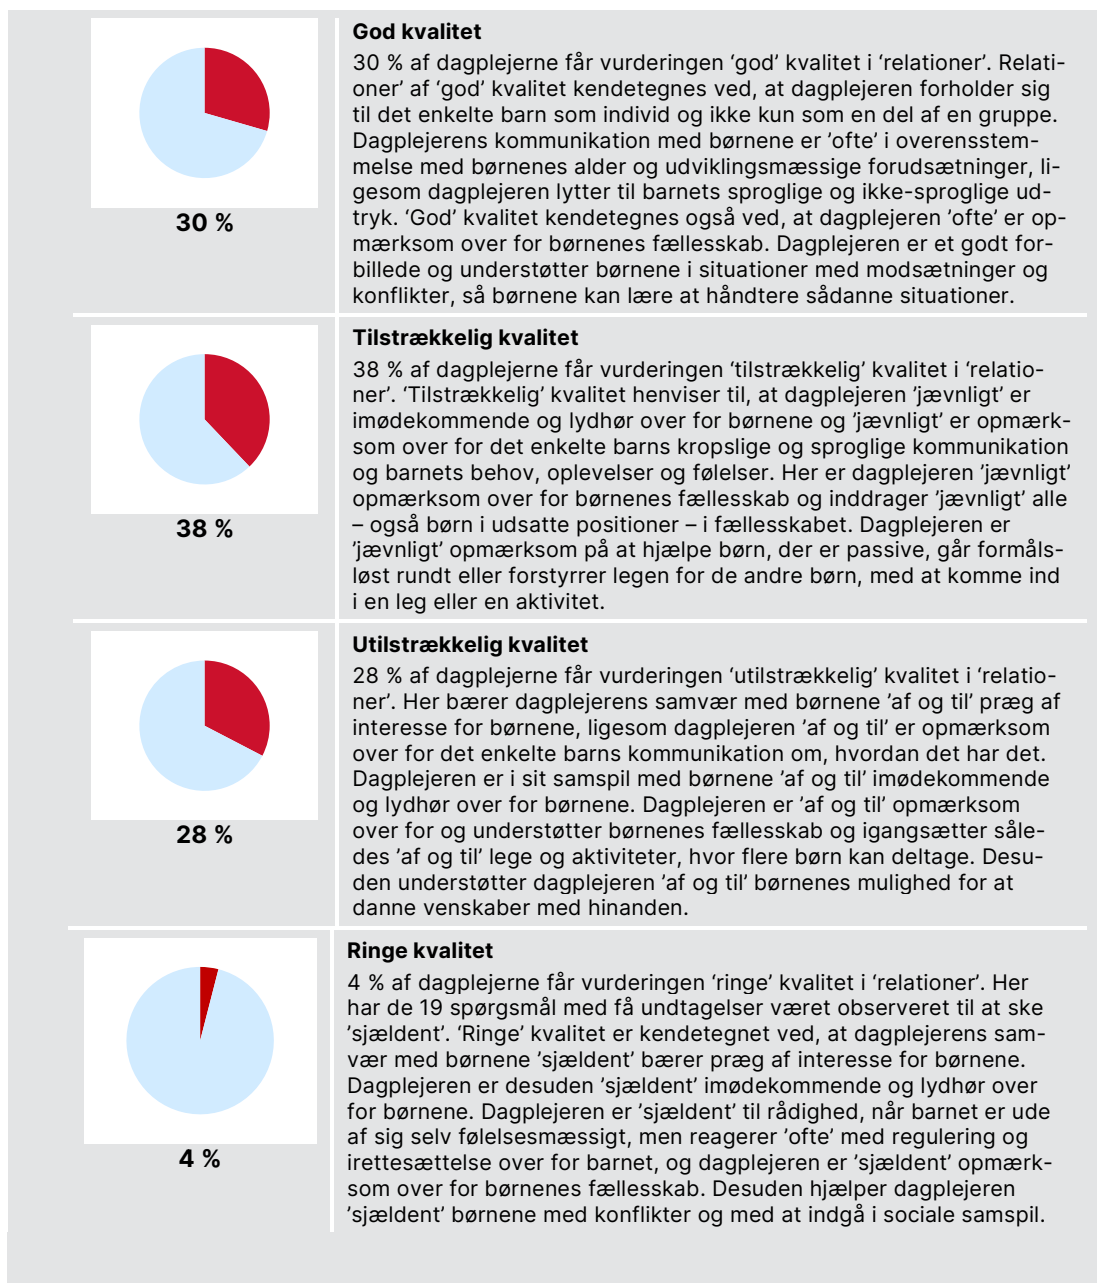 God kvalitet
30 % af dagplejerne får vurderingen ‘god’ kvalitet i ‘relationer’. Relati-
oner’ af ‘god’ kvalitet kendetegnes ved, at dagplejeren forholder sig
til det enkelte barn som individ og ikke kun som en del af en gruppe.
Dagplejerens kommunikation med børnene er ’ofte’ i overensstem-
melse med børnenes alder og udviklingsmæssige forudsætninger, li-
gesom dagplejeren lytter til barnets sproglige og ikke-sproglige ud-
tryk. ‘God’ kvalitet kendetegnes også ved, at dagplejeren ’ofte’ er op-
mærksom over for børnenes fællesskab. Dagplejeren er et godt for-
billede og understøtter børnene i situationer med modsætninger og
konflikter, så børnene kan lære at håndtere sådanne situationer.
30 %
Tilstrækkelig kvalitet
38 % af dagplejerne får vurderingen ‘tilstrækkelig’ kvalitet i ‘relatio-
ner’. ‘Tilstrækkelig’ kvalitet henviser til, at dagplejeren ’jævnligt’ er
imødekommende og lydhør over for børnene og ’jævnligt’ er opmærk-
som over for det enkelte barns kropslige og sproglige kommunikation
og barnets behov, oplevelser og følelser. Her er dagplejeren ’jævnligt’
opmærksom over for børnenes fællesskab og inddrager ’jævnligt’ alle
– også børn i udsatte positioner – i fællesskabet. Dagplejeren er
’jævnligt’ opmærksom på at hjælpe børn, der er passive, går formåls-
løst rundt eller forstyrrer legen for de andre børn, med at komme ind
i en leg eller en aktivitet.
38 %
Utilstrækkelig kvalitet
28 % af dagplejerne får vurderingen ‘utilstrækkelig’ kvalitet i ‘relatio-
ner’. Her bærer dagplejerens samvær med børnene ’af og til’ præg af
interesse for børnene, ligesom dagplejeren ’af og til’ er opmærksom
over for det enkelte barns kommunikation om, hvordan det har det.
Dagplejeren er i sit samspil med børnene ’af og til’ imødekommende
og lydhør over for børnene. Dagplejeren er ’af og til’ opmærksom
over for og understøtter børnenes fællesskab og igangsætter såle-
des ’af og til’ lege og aktiviteter, hvor flere børn kan deltage. Desu-
den understøtter dagplejeren ’af og til’ børnenes mulighed for at
danne venskaber med hinanden.
28 %
Ringe kvalitet
4 % af dagplejerne får vurderingen ‘ringe’ kvalitet i ‘relationer’. Her
har de 19 spørgsmål med få undtagelser været observeret til at ske
’sjældent’. ‘Ringe’ kvalitet er kendetegnet ved, at dagplejerens sam-
vær med børnene ’sjældent’ bærer præg af interesse for børnene.
Dagplejeren er desuden ’sjældent’ imødekommende og lydhør over
for børnene. Dagplejeren er ’sjældent’ til rådighed, når barnet er ude
af sig selv følelsesmæssigt, men reagerer ’ofte’ med regulering og
irettesættelse over for barnet, og dagplejeren er ’sjældent’ opmærk-
som over for børnenes fællesskab. Desuden hjælper dagplejeren
’sjældent’ børnene med konflikter og med at indgå i sociale samspil.
4 %